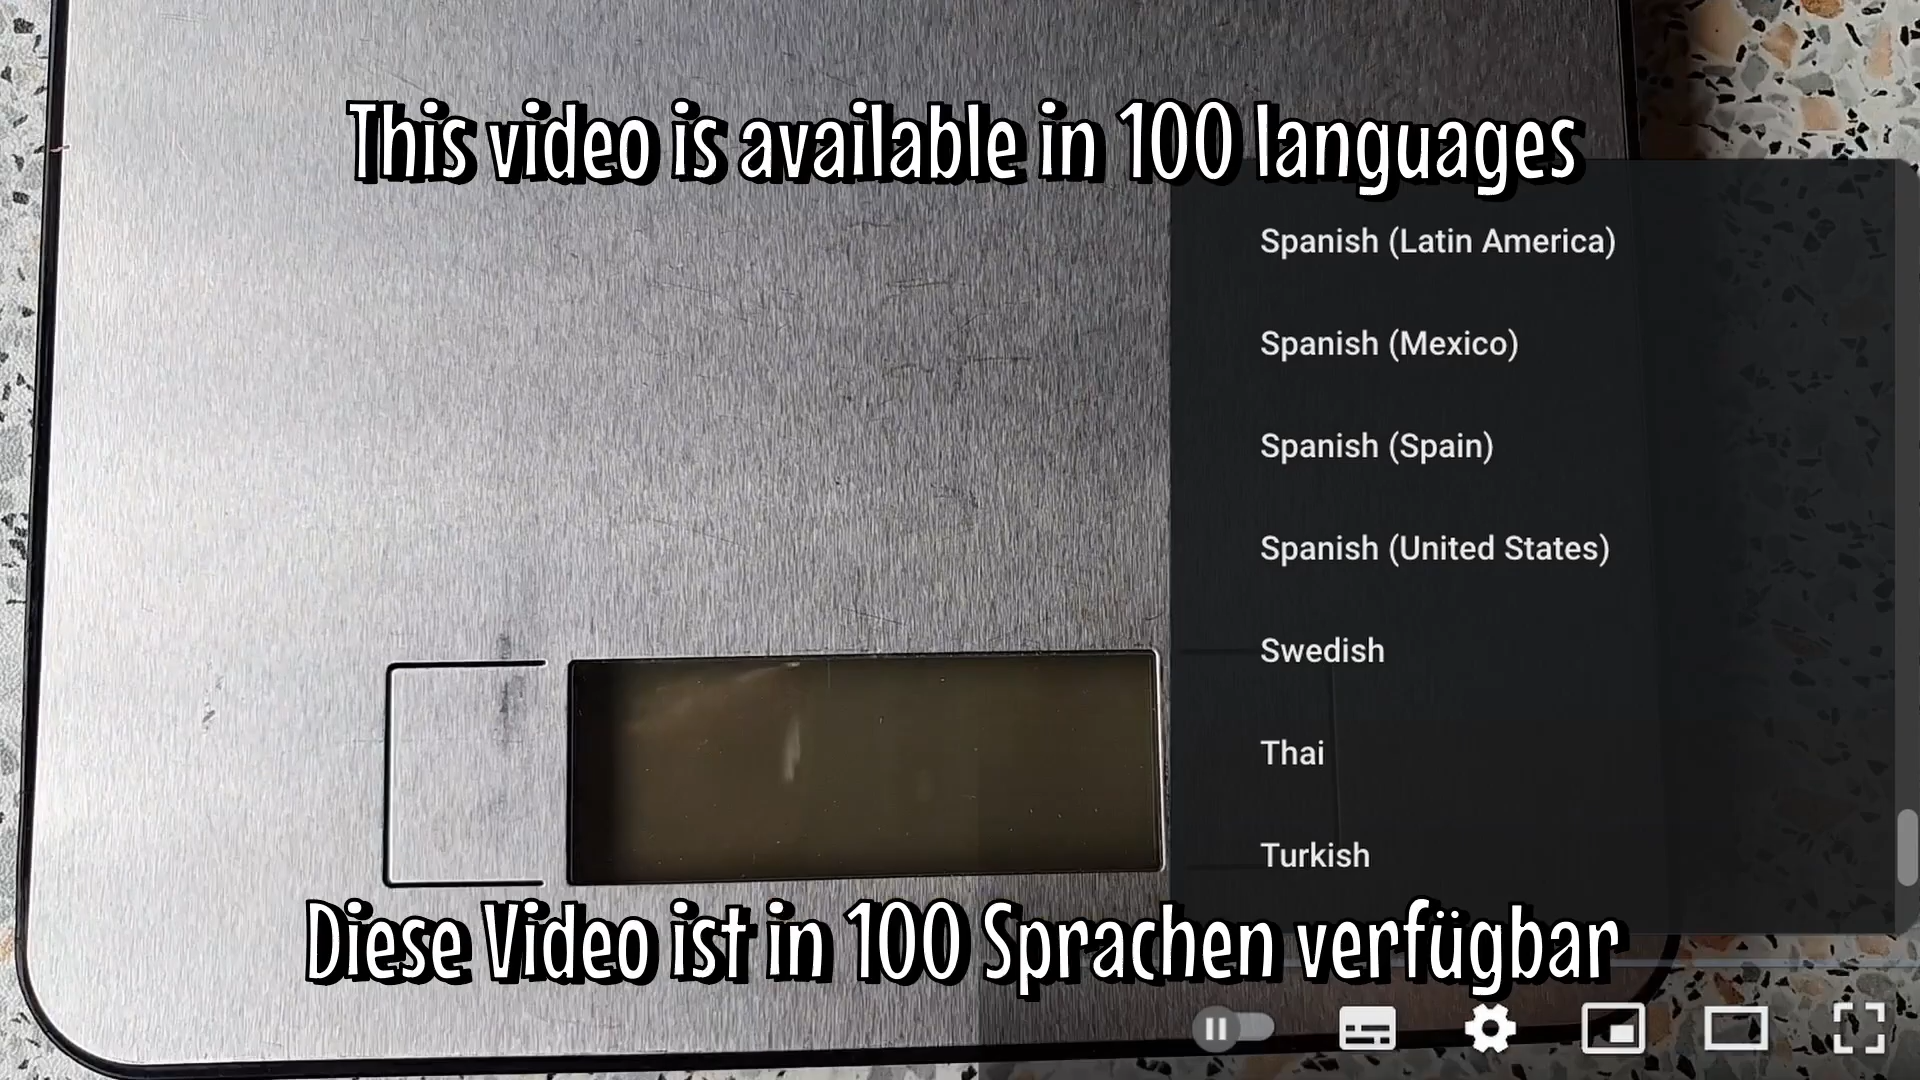 This video is available in 100 languages
Spanish (Latin America)
Spanish (Mexico)
Spanish (Spain)
Spanish (United States)
Swedish
Thai
Turkish
Diese Video ist in 100 Sprachen verfügbar